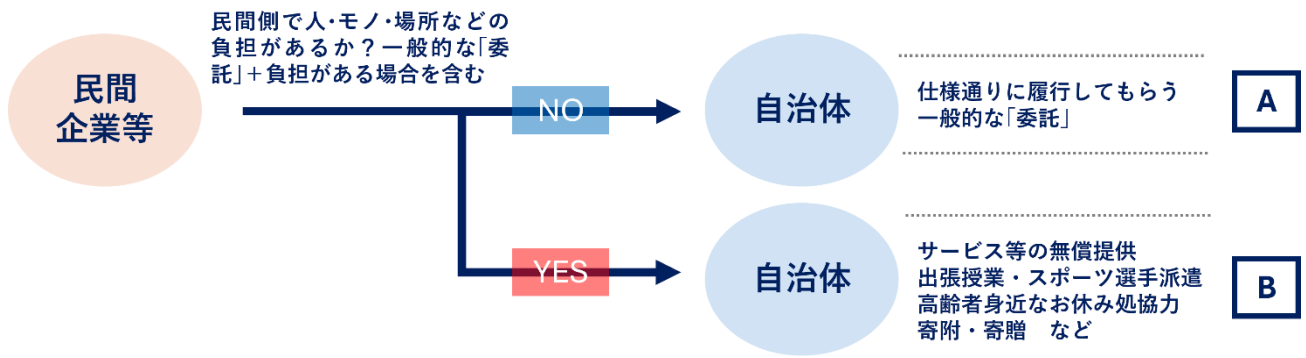 民間側で人・モノ・場所などの
負担があるか？一般的な「委
託」＋負担がある場合を含む
民間
企業等
NO
自治体
仕様通りに履行してもらう
一般的な「委託」
A
YES
自治体
サービス等の無償提供
出張授業・スポーツ選手派遣
高齢者身近なお休み処協力
寄附・寄贈　など
B